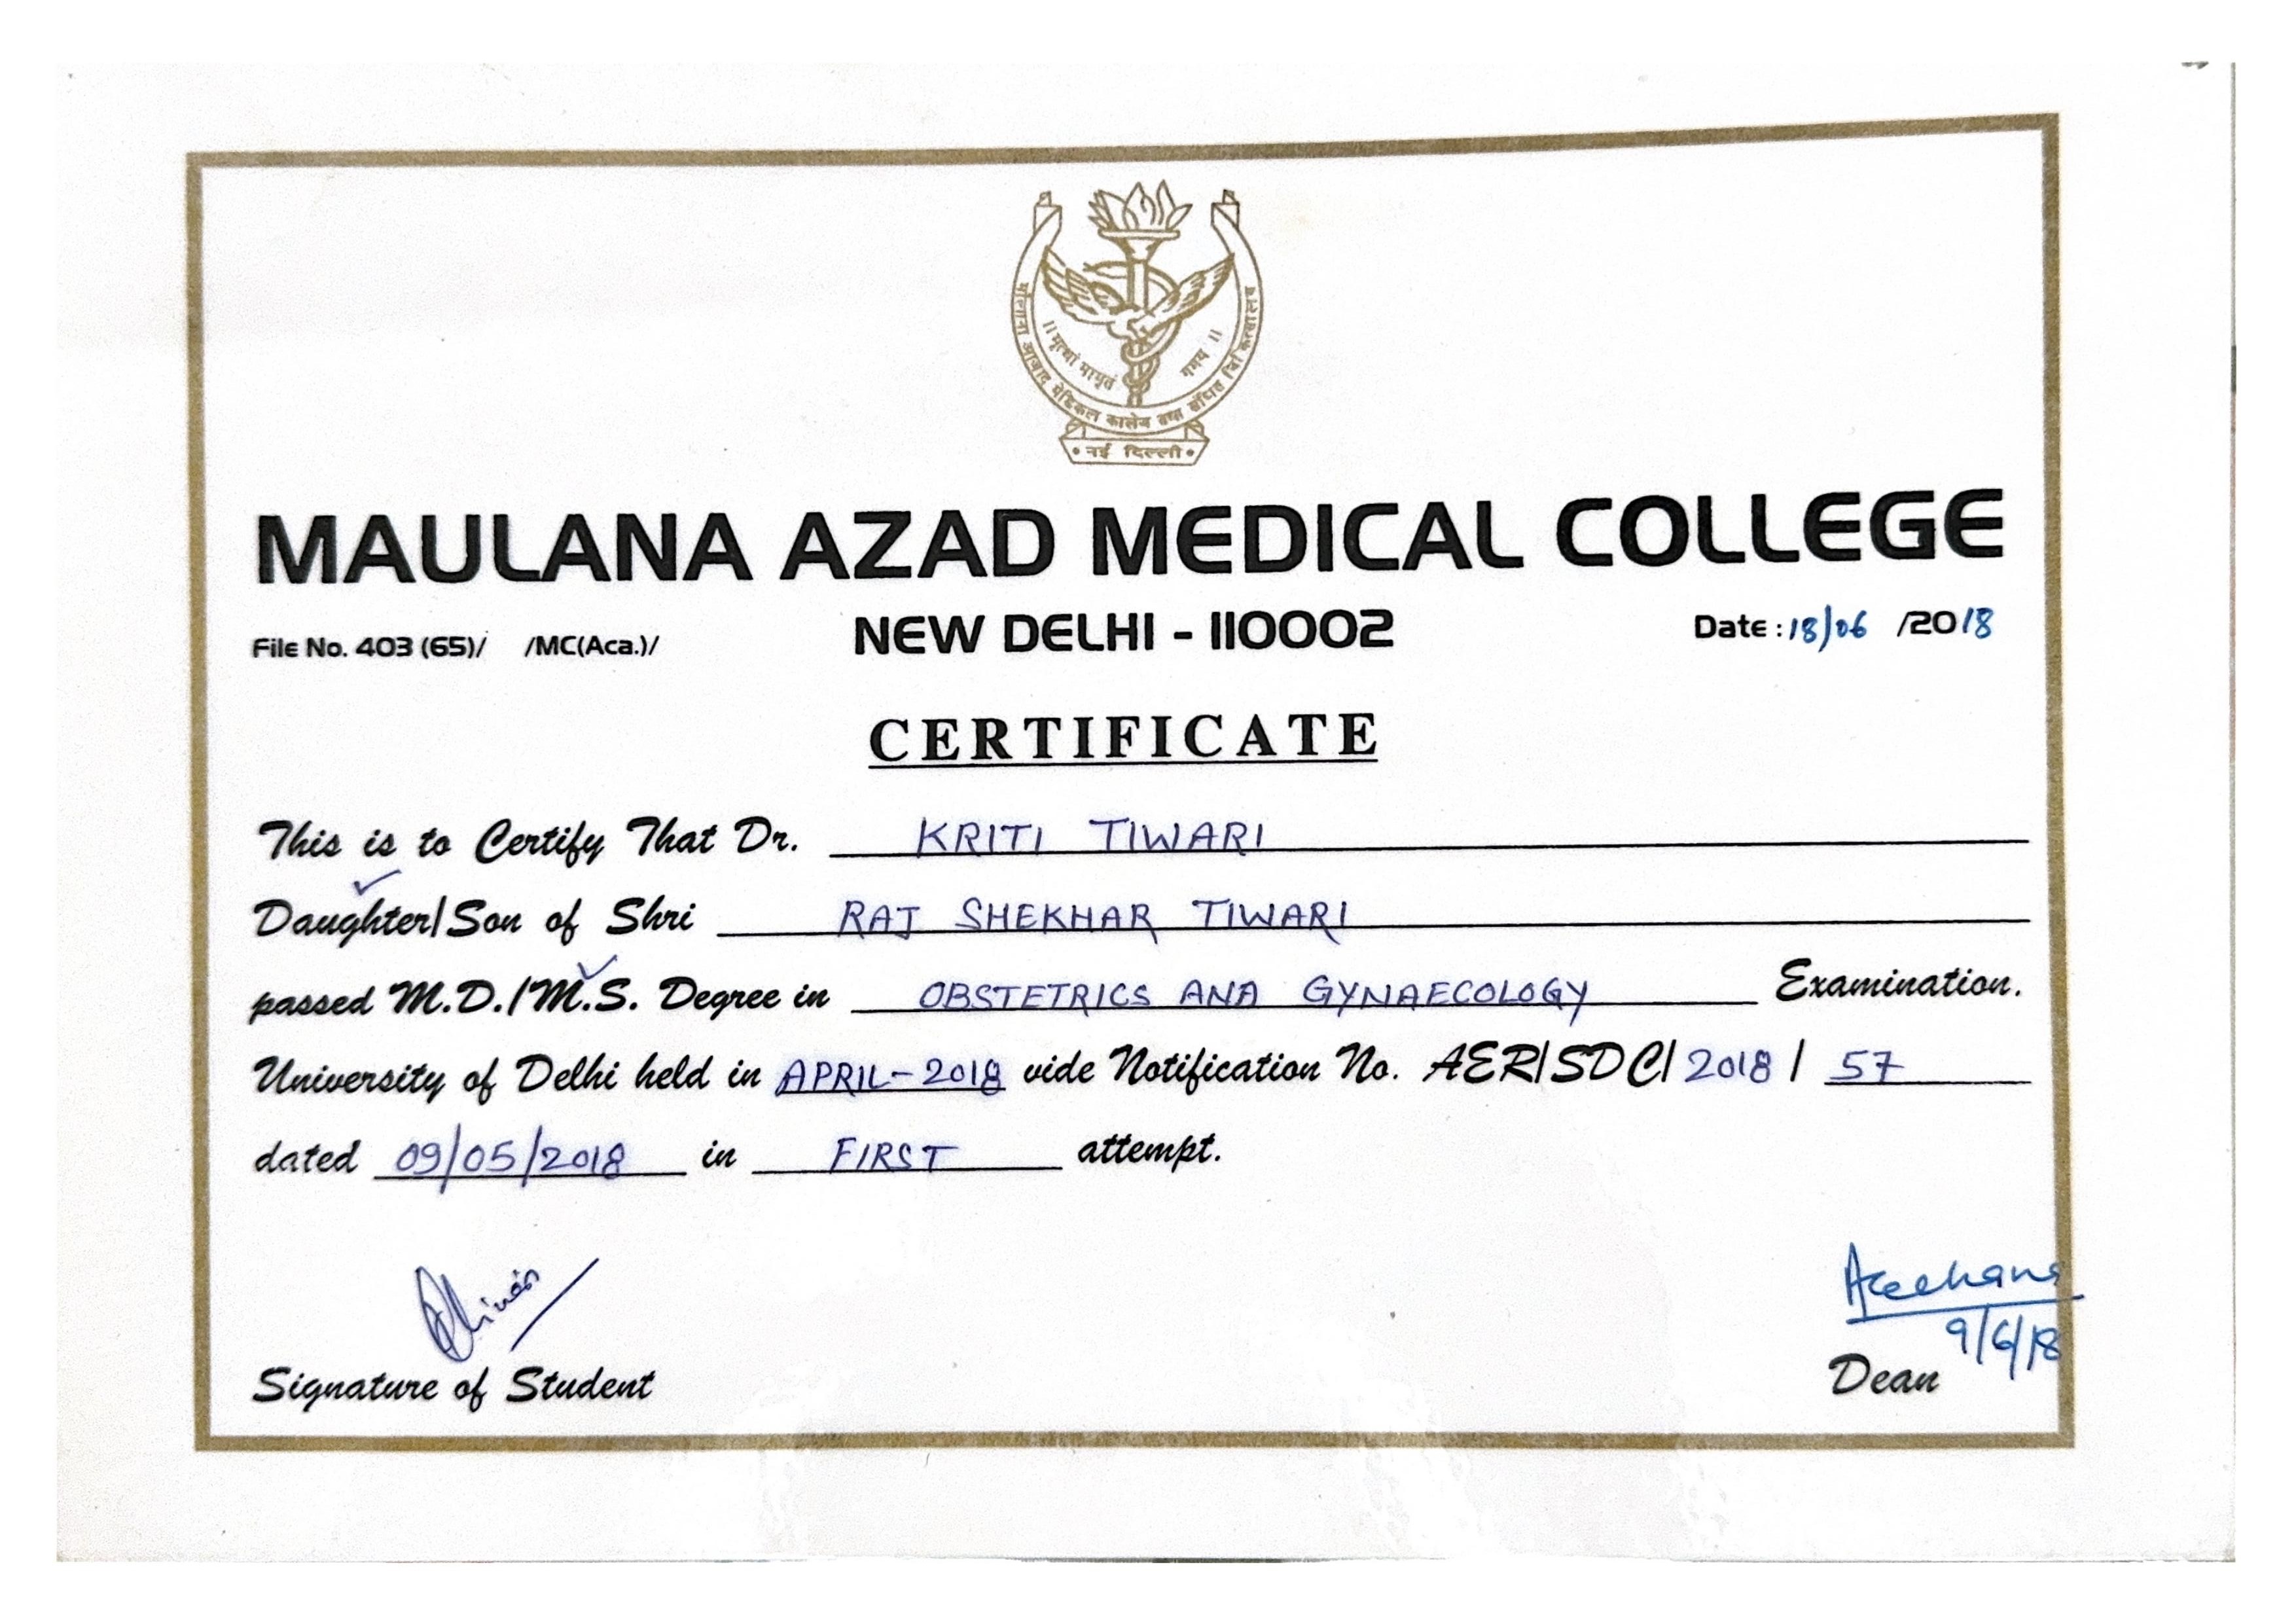 ॥ मृत्योर्मामृतं गमय ॥
• नई दिल्ली •
MAULANA AZAD MEDICAL COLLEGE
NEW DELHI - 110002
File No. 403 (65)/ /MC(Aca.)/ Date : 18/06 /2018
CERTIFICATE
This is to Certify That Dr. KRITI TIWARI
Daughter/Son of Shri RAJ SHEKHAR TIWARI
passed M.D./M.S. Degree in OBSTETRICS AND GYNAECOLOGY Examination.
University of Delhi held in APRIL-2018 vide Notification No. AER/SDC/ 2018 / 57
dated 09/05/2018 in FIRST attempt.
9/6/18
Signature of Student Dean